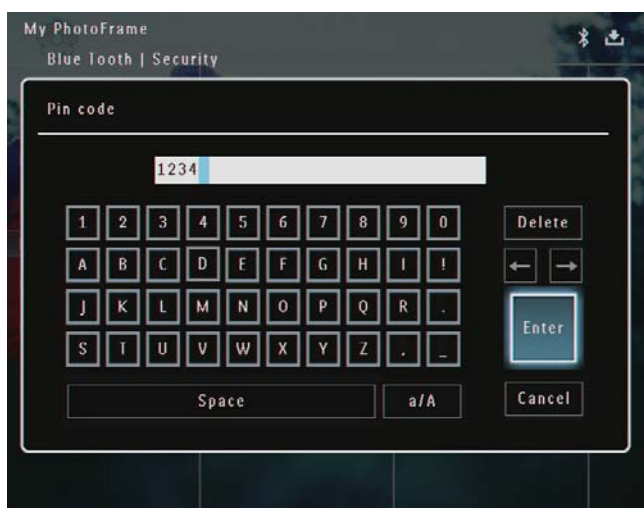 My PhotoFrame
Blue Tooth | Security
Pin code
1234
1 2 3 4 5 6 7 8 9 0 Delete
A B C D E F G H I ! ← →
J K L M N O P Q R .
Enter
S T U V W X Y Z . _
Space a/A Cancel